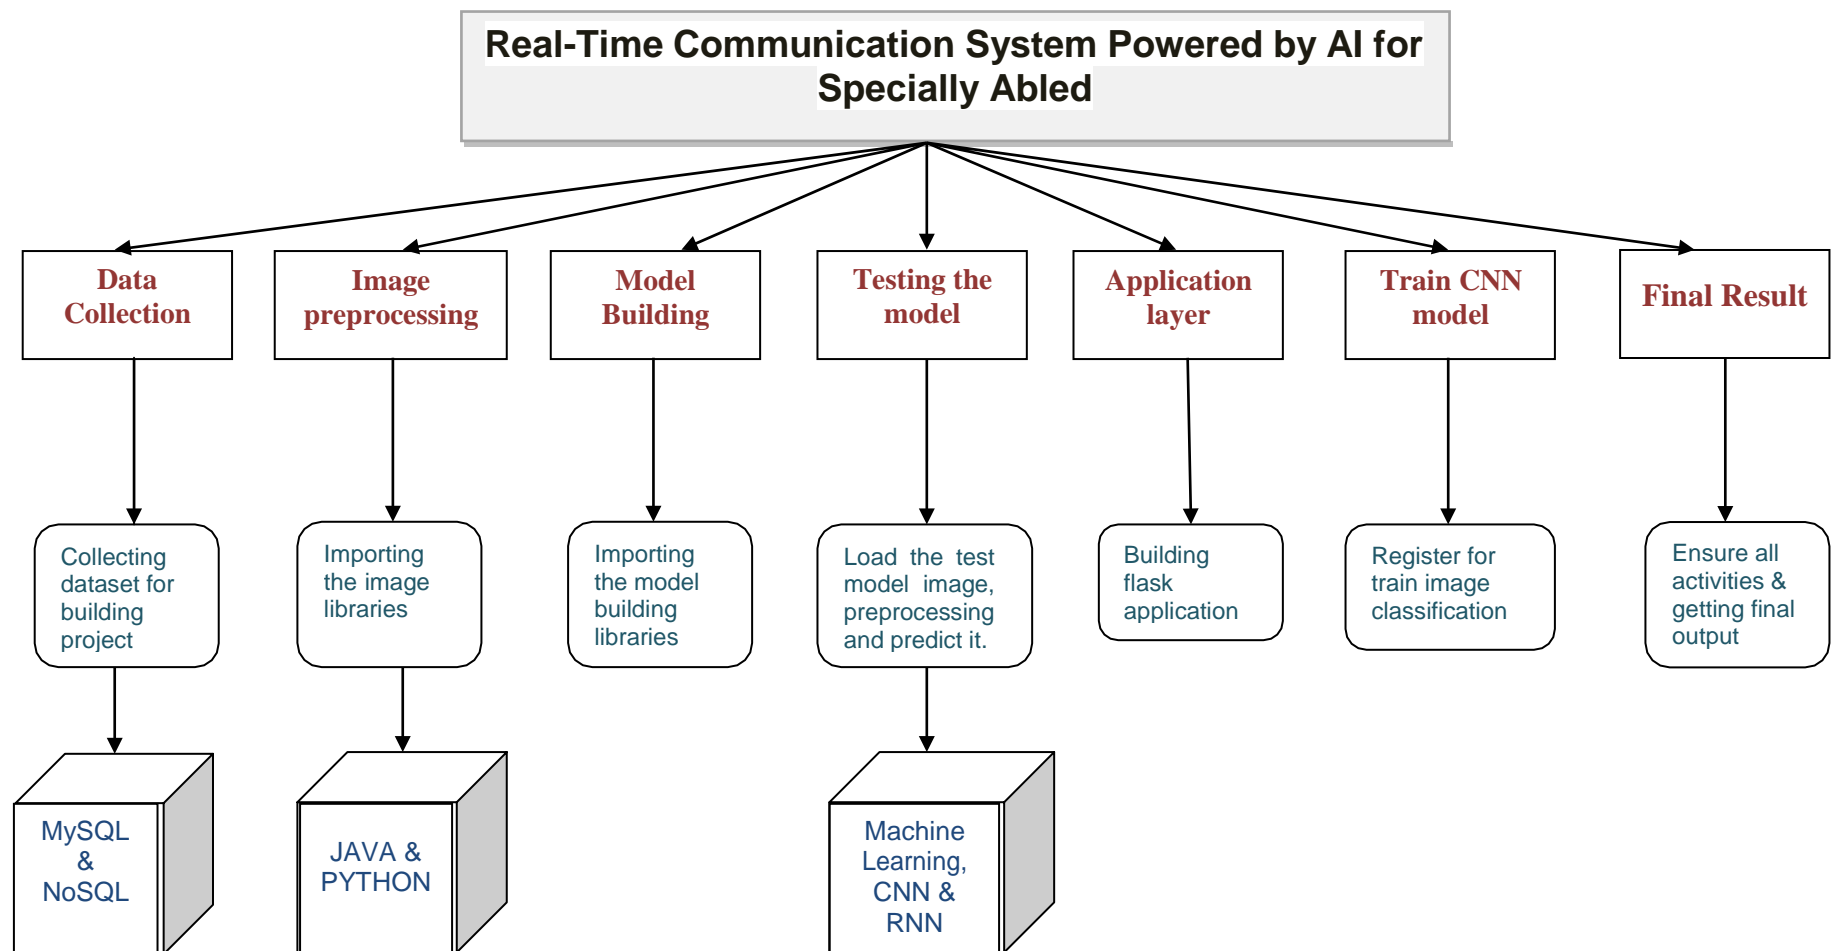 Real-Time Communication System Powered by AI for
Specially Abled
Data
Collection
Image
preprocessing
Model
Building
Testing the
model
Application
layer
Train CNN
model
Final Result
Collecting
dataset for
building
project
Importing
the image
libraries
Importing
the model
building
libraries
Load the test
model image,
preprocessing
and predict it.
Building
flask
application
Register for
train image
classification
Ensure all
activities &
getting final
output
MySQL
&
NoSQL
JAVA &
PYTHON
Machine
Learning,
CNN &
RNN